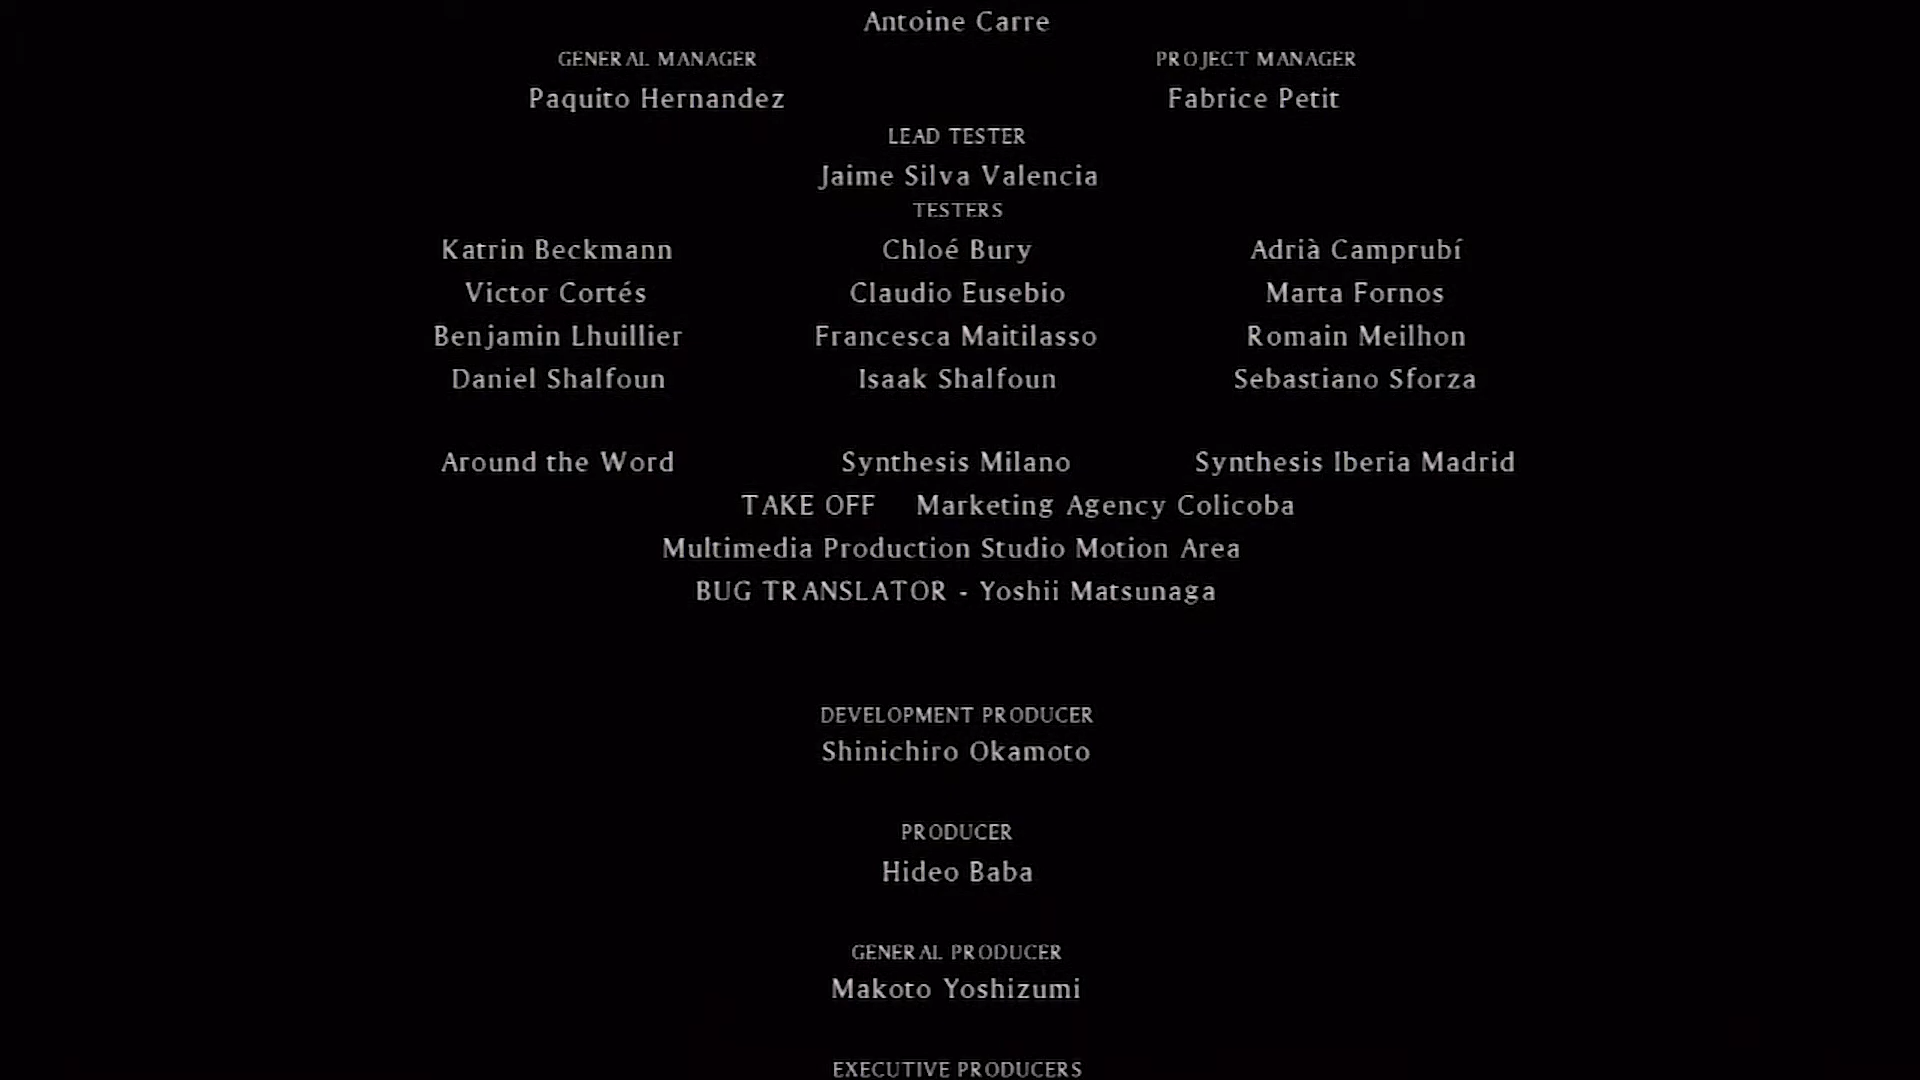 Antoine Carre
GENERAL MANAGER PROJECT MANAGER
Paquito Hernandez Fabrice Petit
LEAD TESTER
Jaime Silva Valencia
TESTERS
Katrin Beckmann Chloé Bury Adrià Camprubí
Victor Cortés Claudio Eusebio Marta Fornos
Benjamin Lhuillier Francesca Maitilasso Romain Meilhon
Daniel Shalfoun Isaak Shalfoun Sebastiano Sforza
Around the Word Synthesis Milano Synthesis Iberia Madrid
TAKE OFF Marketing Agency Colicoba
Multimedia Production Studio Motion Area
BUG TRANSLATOR - Yoshii Matsunaga
DEVELOPMENT PRODUCER
Shinichiro Okamoto
PRODUCER
Hideo Baba
GENERAL PRODUCER
Makoto Yoshizumi
EXECUTIVE PRODUCERS